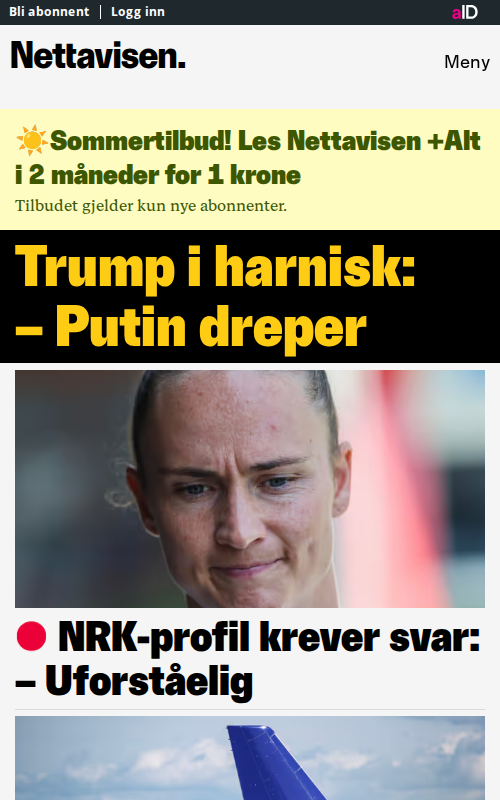 Bli abonnent | Logg inn
aID
Nettavisen.
Meny
☀️Sommertilbud! Les Nettavisen +Alt
i 2 måneder for 1 krone
Tilbudet gjelder kun nye abonnenter.
Trump i harnisk:
– Putin dreper
🔴 NRK-profil krever svar:
– Uforståelig